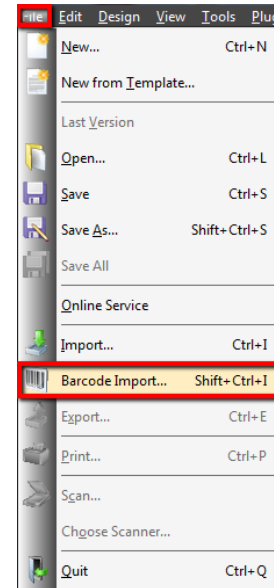 File Edit Design View Tools Plu
New... Ctrl+N
New from Template...
Last Version
Open... Ctrl+L
Save Ctrl+S
Save As... Shift+Ctrl+S
Save All
Online Service
Import... Ctrl+I
Barcode Import... Shift+Ctrl+I
Export... Ctrl+E
Print... Ctrl+P
Scan...
Choose Scanner...
Quit Ctrl+Q